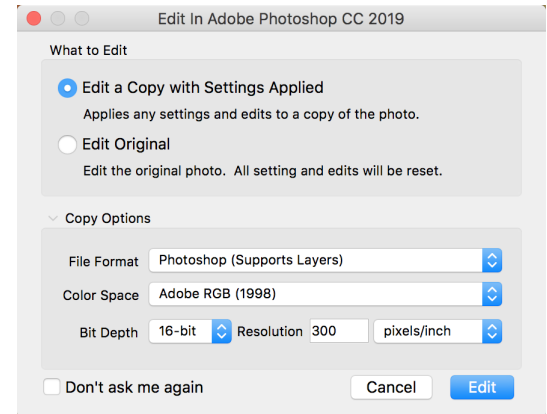 Edit In Adobe Photoshop CC 2019
What to Edit
Edit a Copy with Settings Applied
Applies any settings and edits to a copy of the photo.
Edit Original
Edit the original photo.  All setting and edits will be reset.
Copy Options
File Format Photoshop (Supports Layers)
Color Space Adobe RGB (1998)
Bit Depth 16-bit Resolution 300 pixels/inch
Don't ask me again Cancel Edit